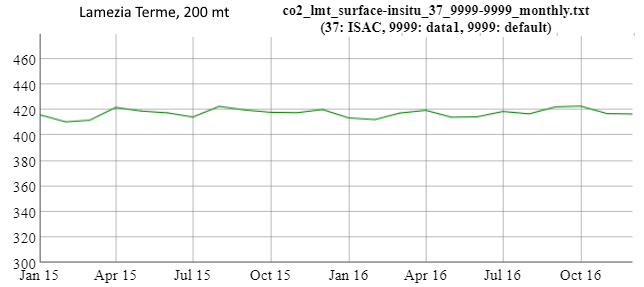 Lamezia Terme, 200 mt
co2_lmt_surface-insitu_37_9999-9999_monthly.txt
(37: ISAC, 9999: data1, 9999: default)
460
440
420
400
380
360
340
320
300
Jan 15 Apr 15 Jul 15 Oct 15 Jan 16 Apr 16 Jul 16 Oct 16